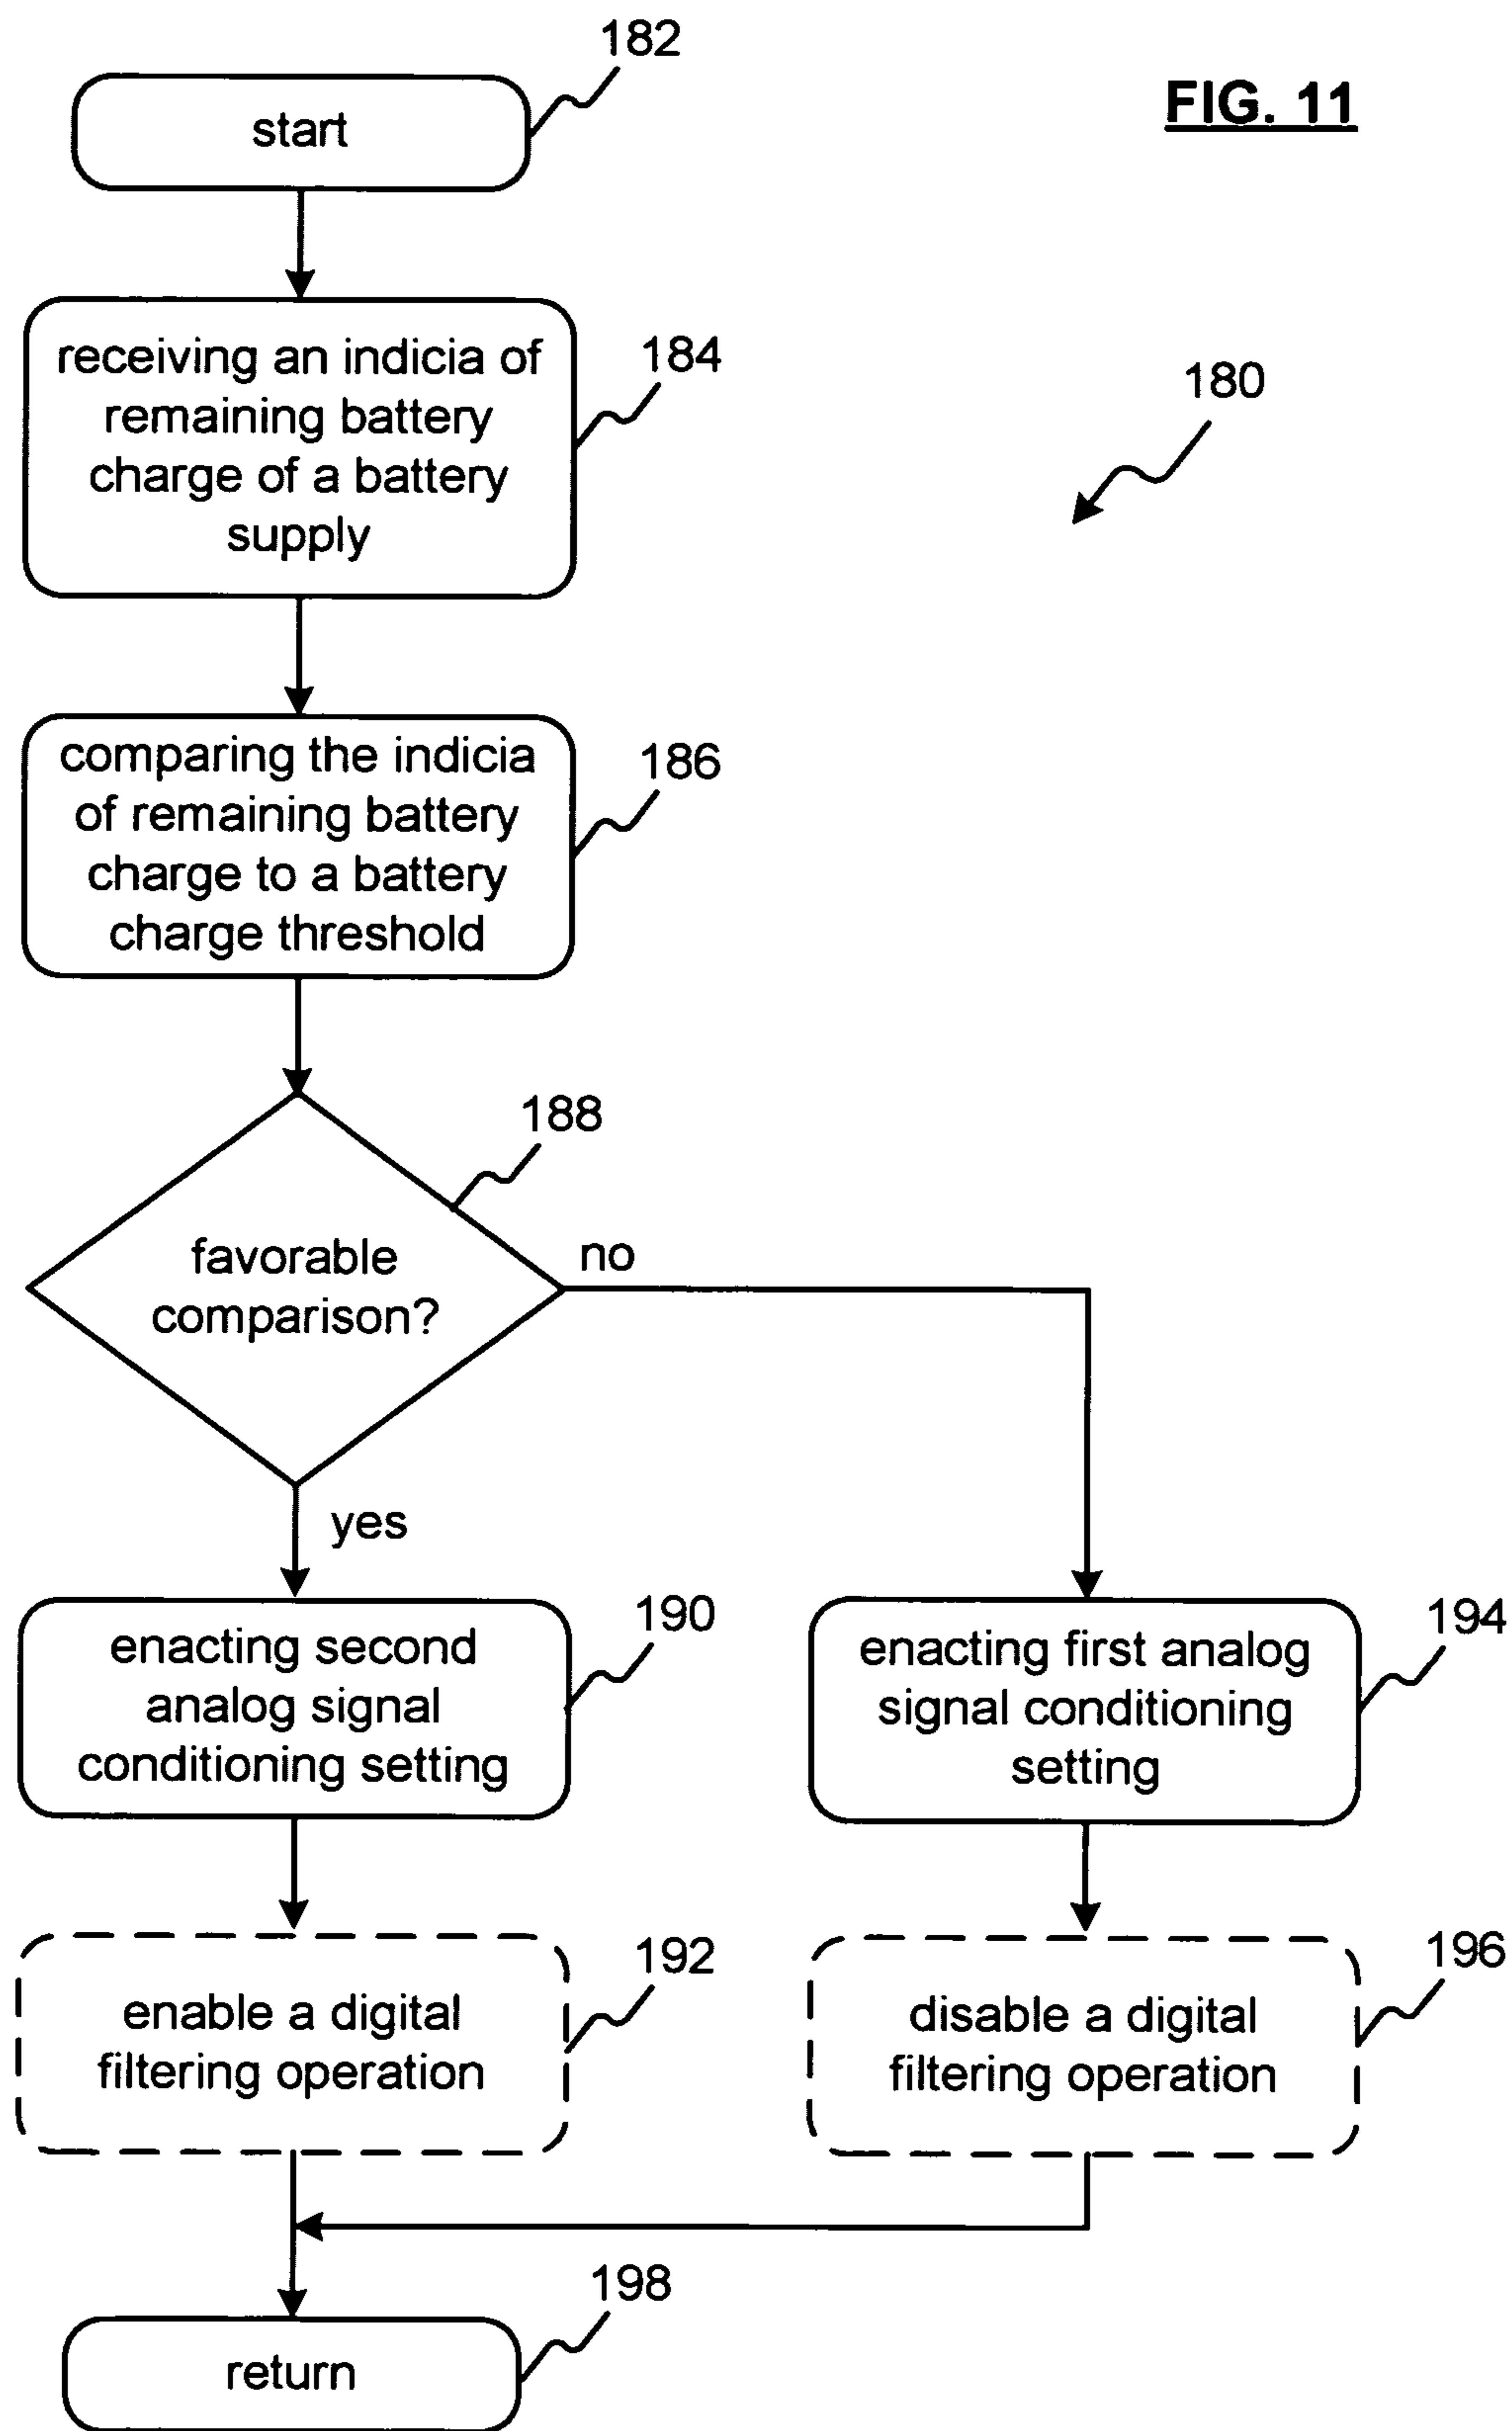 182
FIG. 11
start
receiving an indicia of
remaining battery
charge of a battery
supply
184
180
comparing the indicia
of remaining battery
charge to a battery
charge threshold
186
188
favorable
comparison?
no
yes
190
enacting second
analog signal
conditioning setting
194
enacting first analog
signal conditioning
setting
192
enable a digital
filtering operation
196
disable a digital
filtering operation
198
return